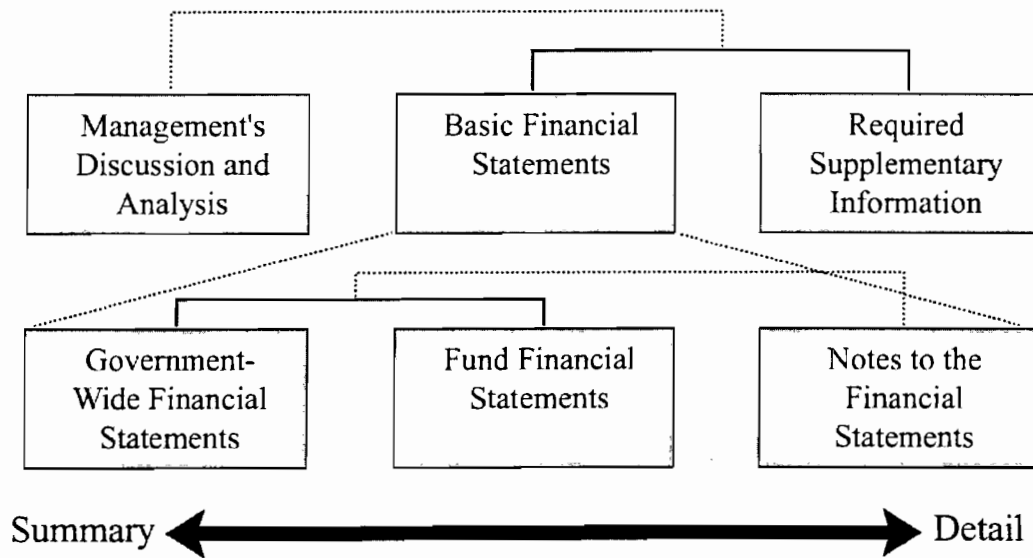 Management's
Discussion and
Analysis
Basic Financial
Statements
Required
Supplementary
Information
Government-
Wide Financial
Statements
Fund Financial
Statements
Notes to the
Financial
Statements
Summary
Detail